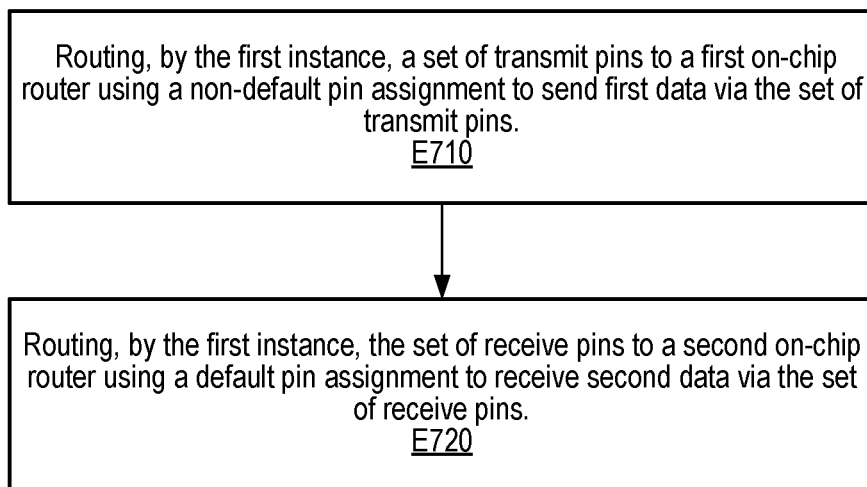 Routing, by the first instance, a set of transmit pins to a first on-chip
router using a non-default pin assignment to send first data via the set of
transmit pins.
E710
Routing, by the first instance, the set of receive pins to a second on-chip
router using a default pin assignment to receive second data via the set
of receive pins.
E720